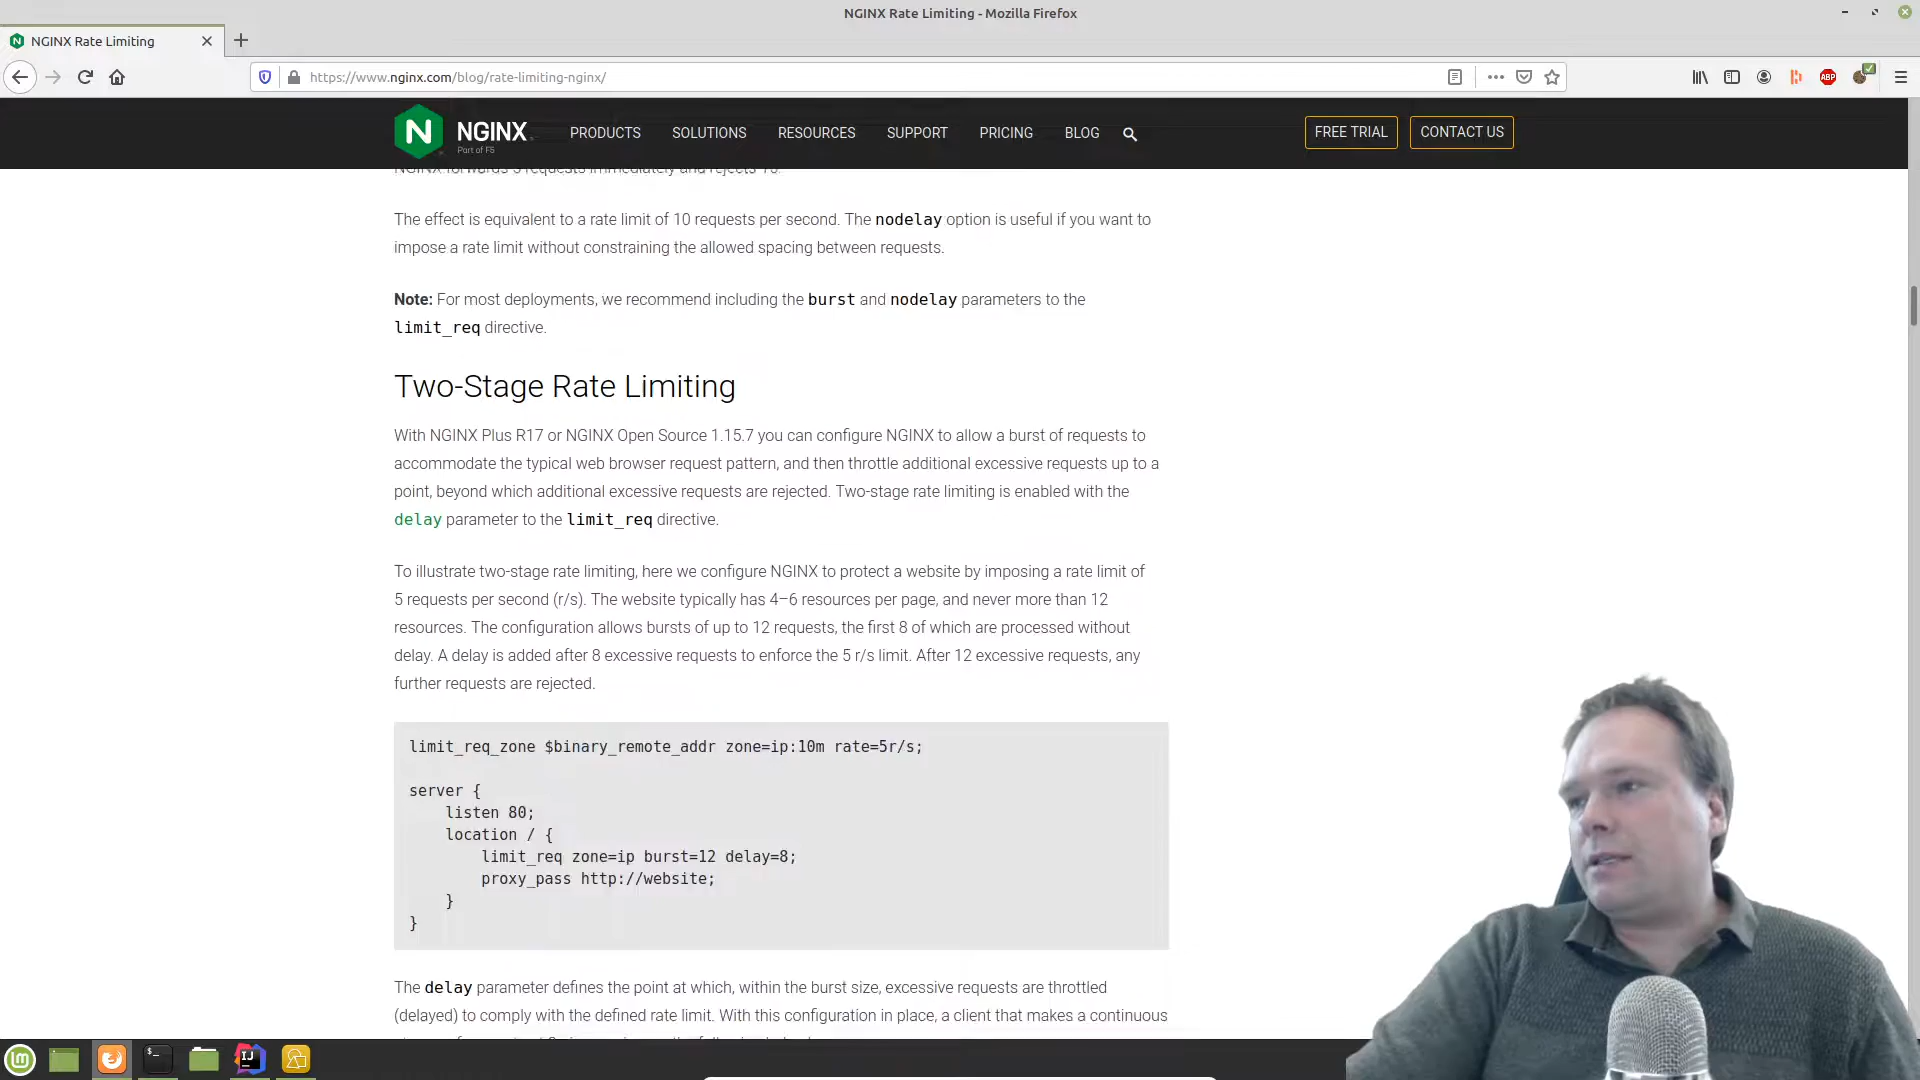 NGINX Rate Limiting - Mozilla Firefox
NGINX Rate Limiting
https://www.nginx.com/blog/rate-limiting-nginx/
ABP
N
NGINX
Part of F5
PRODUCTS
SOLUTIONS
RESOURCES
SUPPORT
PRICING
BLOG
FREE TRIAL
CONTACT US
The effect is equivalent to a rate limit of 10 requests per second. The nodelay option is useful if you want to
impose a rate limit without constraining the allowed spacing between requests.
Note: For most deployments, we recommend including the burst and nodelay parameters to the
limit_req directive.
Two-Stage Rate Limiting
With NGINX Plus R17 or NGINX Open Source 1.15.7 you can configure NGINX to allow a burst of requests to
accommodate the typical web browser request pattern, and then throttle additional excessive requests up to a
point, beyond which additional excessive requests are rejected. Two-stage rate limiting is enabled with the
delay parameter to the limit_req directive.
To illustrate two-stage rate limiting, here we configure NGINX to protect a website by imposing a rate limit of
5 requests per second (r/s). The website typically has 4–6 resources per page, and never more than 12
resources. The configuration allows bursts of up to 12 requests, the first 8 of which are processed without
delay. A delay is added after 8 excessive requests to enforce the 5 r/s limit. After 12 excessive requests, any
further requests are rejected.
limit_req_zone $binary_remote_addr zone=ip:10m rate=5r/s;
server {
    listen 80;
    location / {
        limit_req zone=ip burst=12 delay=8;
        proxy_pass http://website;
    }
}
The delay parameter defines the point at which, within the burst size, excessive requests are throttled
(delayed) to comply with the defined rate limit. With this configuration in place, a client that makes a continuous
IJ